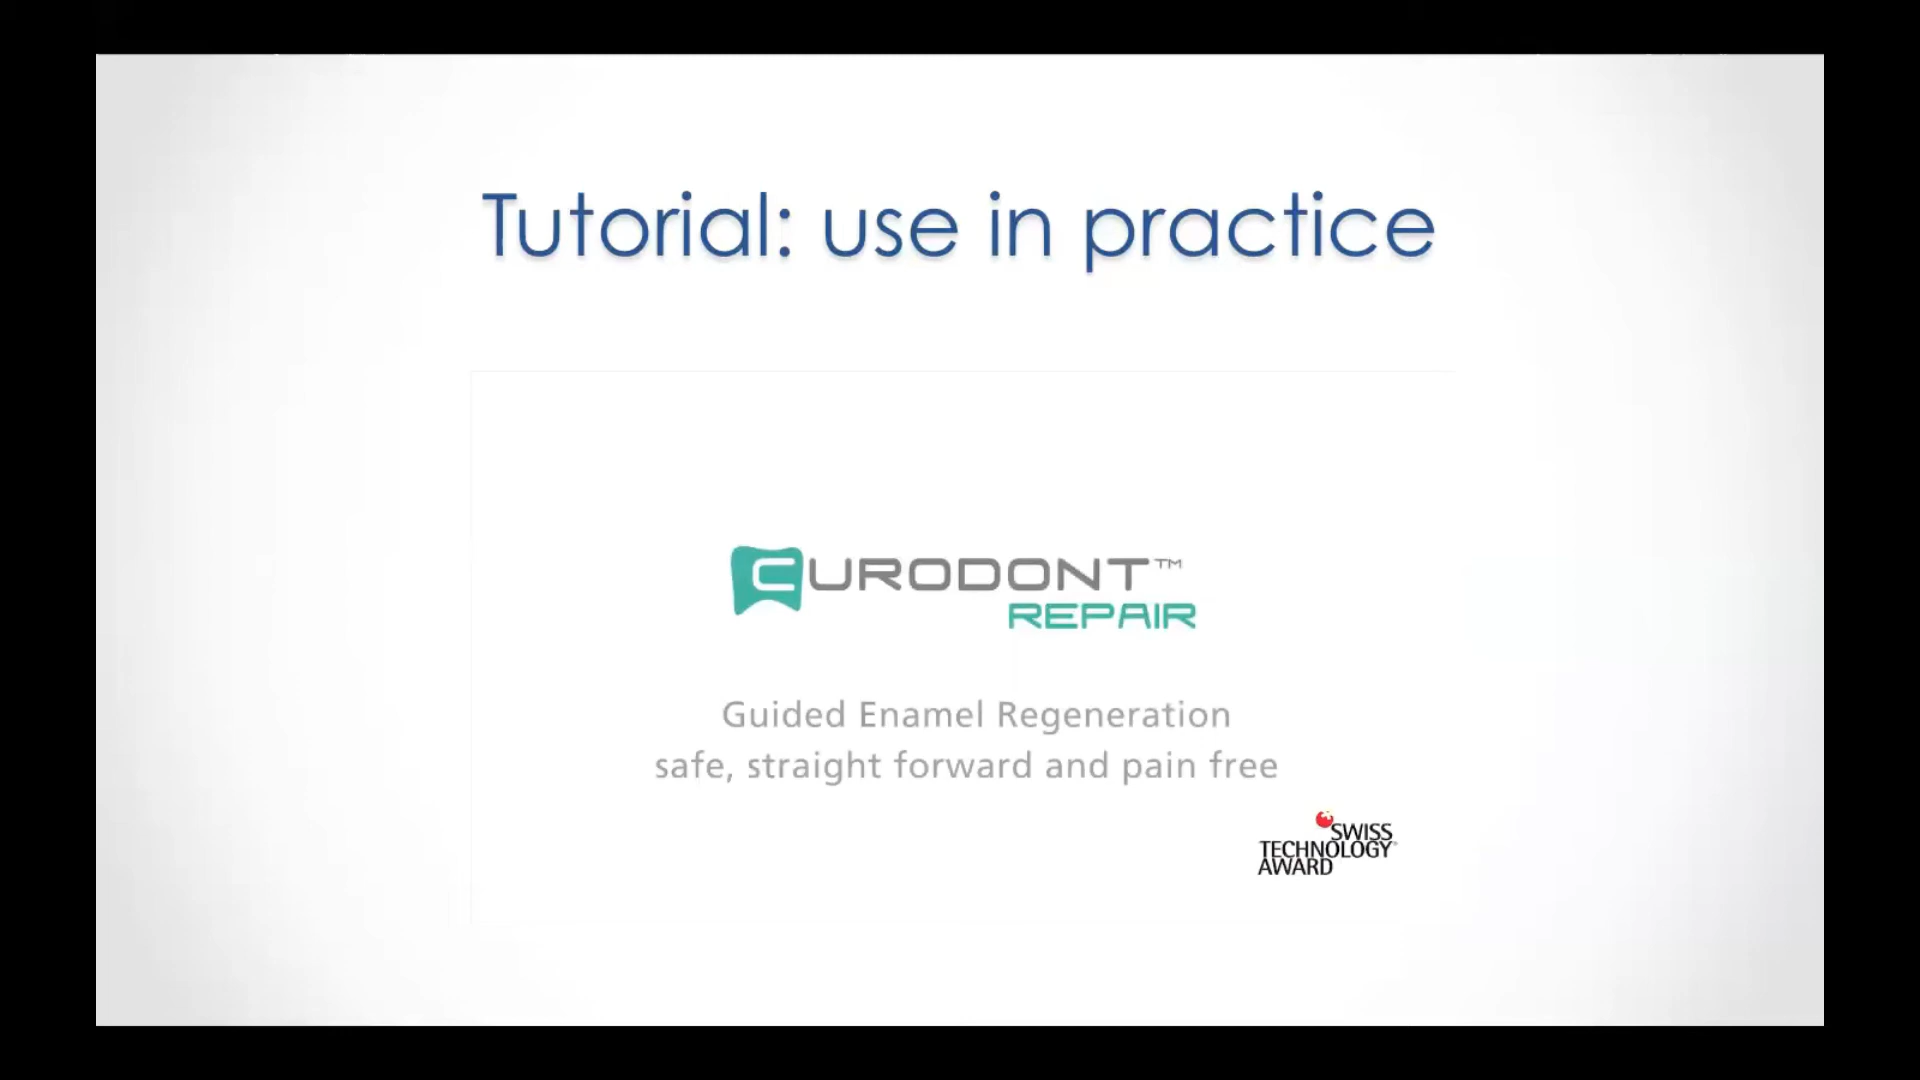 Tutorial: use in practice
CURODONT™
REPAIR
Guided Enamel Regeneration
safe, straight forward and pain free
SWISS
TECHNOLOGY
AWARD